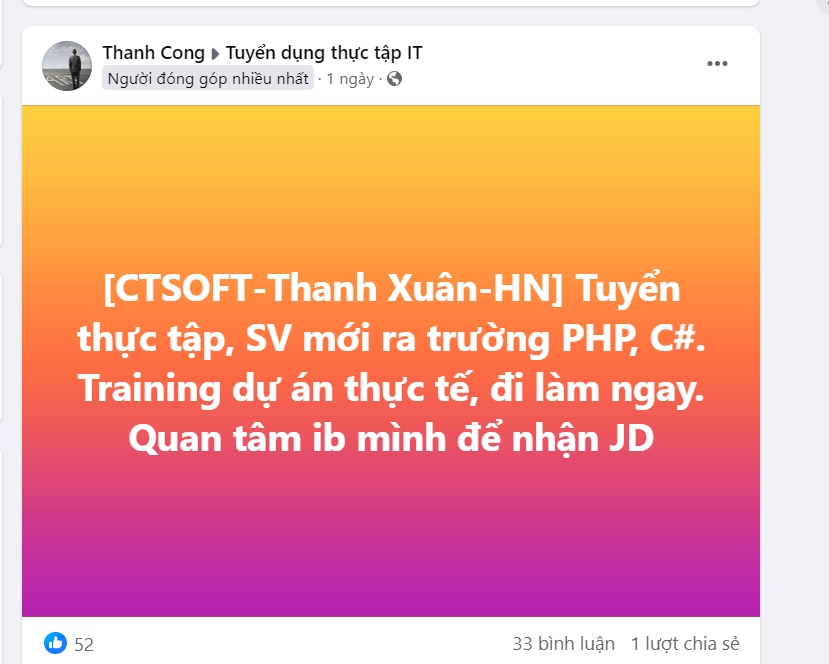 Thanh Cong ▸ Tuyển dụng thực tập IT
Người đóng góp nhiều nhất · 1 ngày ·
[CTSOFT-Thanh Xuân-HN] Tuyển
thực tập, SV mới ra trường PHP, C#.
Training dự án thực tế, đi làm ngay.
Quan tâm ib mình để nhận JD
52
33 bình luận 1 lượt chia sẻ